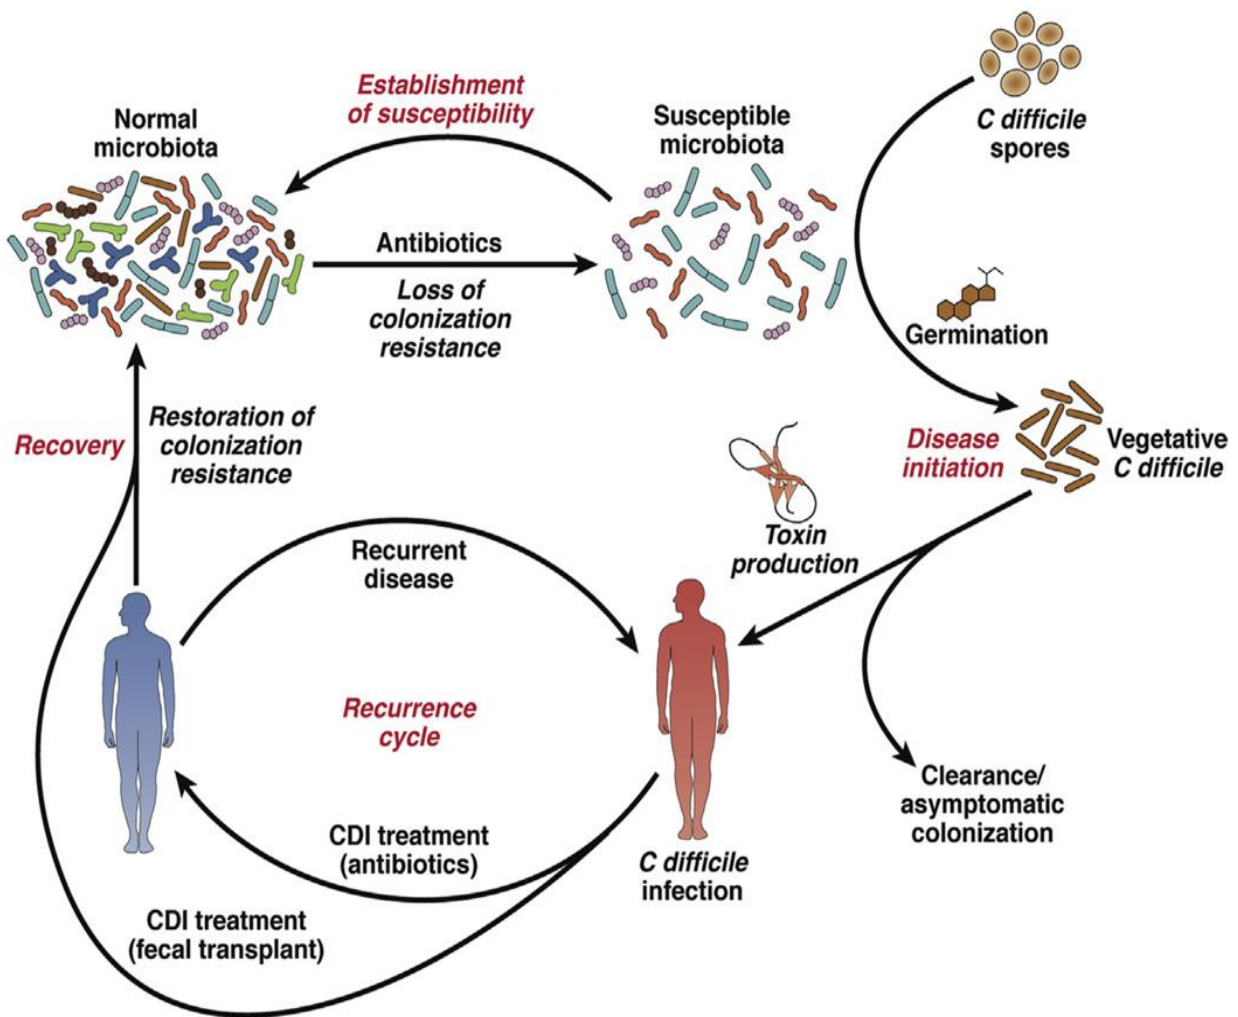 Establishment
of susceptibility
Normal
microbiota
Susceptible
microbiota
C difficile
spores
Antibiotics
Loss of
colonization
resistance
Germination
Recovery
Restoration of
colonization
resistance
Disease
initiation
Vegetative
C difficile
Toxin
production
Recurrent
disease
Recurrence
cycle
CDI treatment
(antibiotics)
C difficile
infection
Clearance/
asymptomatic
colonization
CDI treatment
(fecal transplant)